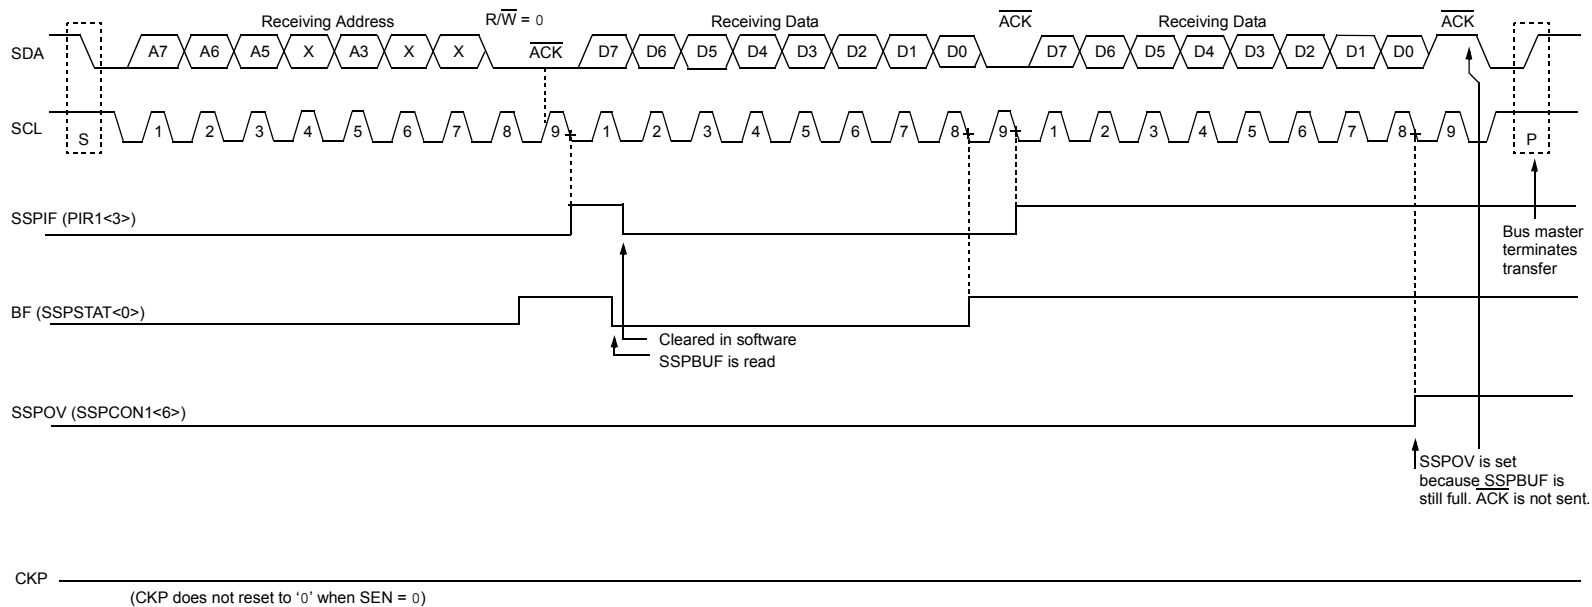 Receiving Address R/W = 0 Receiving Data ACK Receiving Data ACK
SDA A7 A6 A5 X A3 X X ACK D7 D6 D5 D4 D3 D2 D1 D0 D7 D6 D5 D4 D3 D2 D1 D0
SCL S 1 2 3 4 5 6 7 8 9 1 2 3 4 5 6 7 8 9 1 2 3 4 5 6 7 8 9 P
SSPIF (PIR1<3>)
Bus master
terminates
transfer
BF (SSPSTAT<0>)
Cleared in software
SSPBUF is read
SSPOV (SSPCON1<6>)
SSPOV is set
because SSPBUF is
still full. ACK is not sent.
CKP
(CKP does not reset to ‘0’ when SEN = 0)